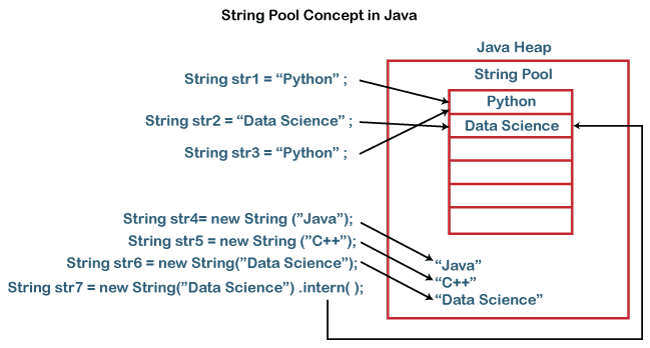 String Pool Concept in Java
Java Heap
String Pool
String str1 = “Python” ;
Python
String str2 = “Data Science” ;
Data Science
String str3 = “Python” ;
String str4= new String (”Java”);
String str5 = new String (”C++”);
String str6 = new String(”Data Science”);
String str7 = new String(”Data Science”) .intern( );
“Java”
“C++”
“Data Science”